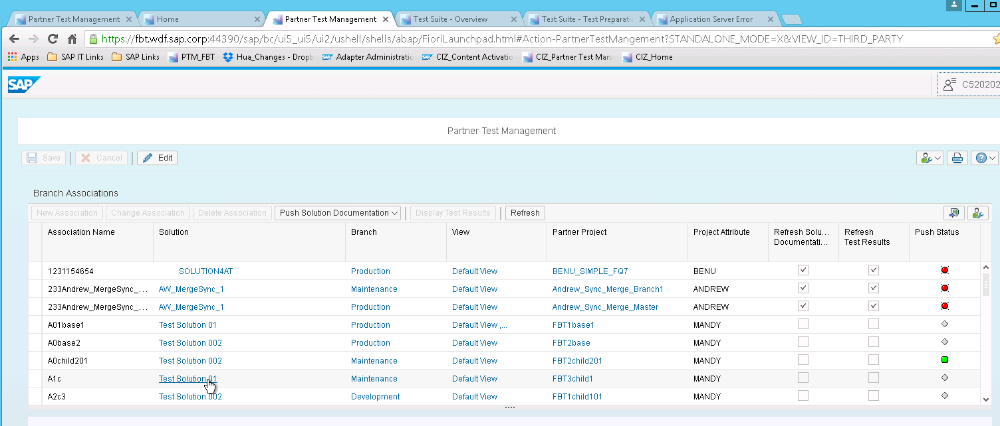 Partner Test Management
Home
Partner Test Management
Test Suite - Overview
Test Suite - Test Preparati
Application Server Error
https://fbt.wdf.sap.corp:44390/sap/bc/ui5_ui5/ui2/ushell/shells/abap/FioriLaunchpad.html#Action-PartnerTestMangement?STANDALONE_MODE=X&VIEW_ID=THIRD_PARTY
Apps SAP IT Links SAP Links PTM_FBT Hua_Changes - Dropb Adapter Administratio CIZ_Content Activatio CIZ_Partner Test Man CIZ_Home
SAP
C520202
Partner Test Management
Save Cancel Edit
Branch Associations
New Association Change Association Delete Association Push Solution Documentation Display Test Results Refresh
Association Name Solution Branch View Partner Project Project Attribute Refresh Solu... Refresh Push Status
Documentati... Test Results
1231154654 SOLUTION4AT Production Default View BENU_SIMPLE_FQ7 BENU
233Andrew_MergeSync_... AW_MergeSync_1 Maintenance Default View Andrew_Sync_Merge_Branch1 ANDREW
233Andrew_MergeSync_... AW_MergeSync_1 Production Default View Andrew_Sync_Merge_Master ANDREW
A01base1 Test Solution 01 Production Default View ,... FBT1base1 MANDY
A0base2 Test Solution 002 Production Default View FBT2base MANDY
A0child201 Test Solution 002 Maintenance Default View FBT2child201 MANDY
A1c Test Solution 01 Maintenance Default View FBT3child1 MANDY
A2c3 Test Solution 002 Development Default View FBT1child101 MANDY